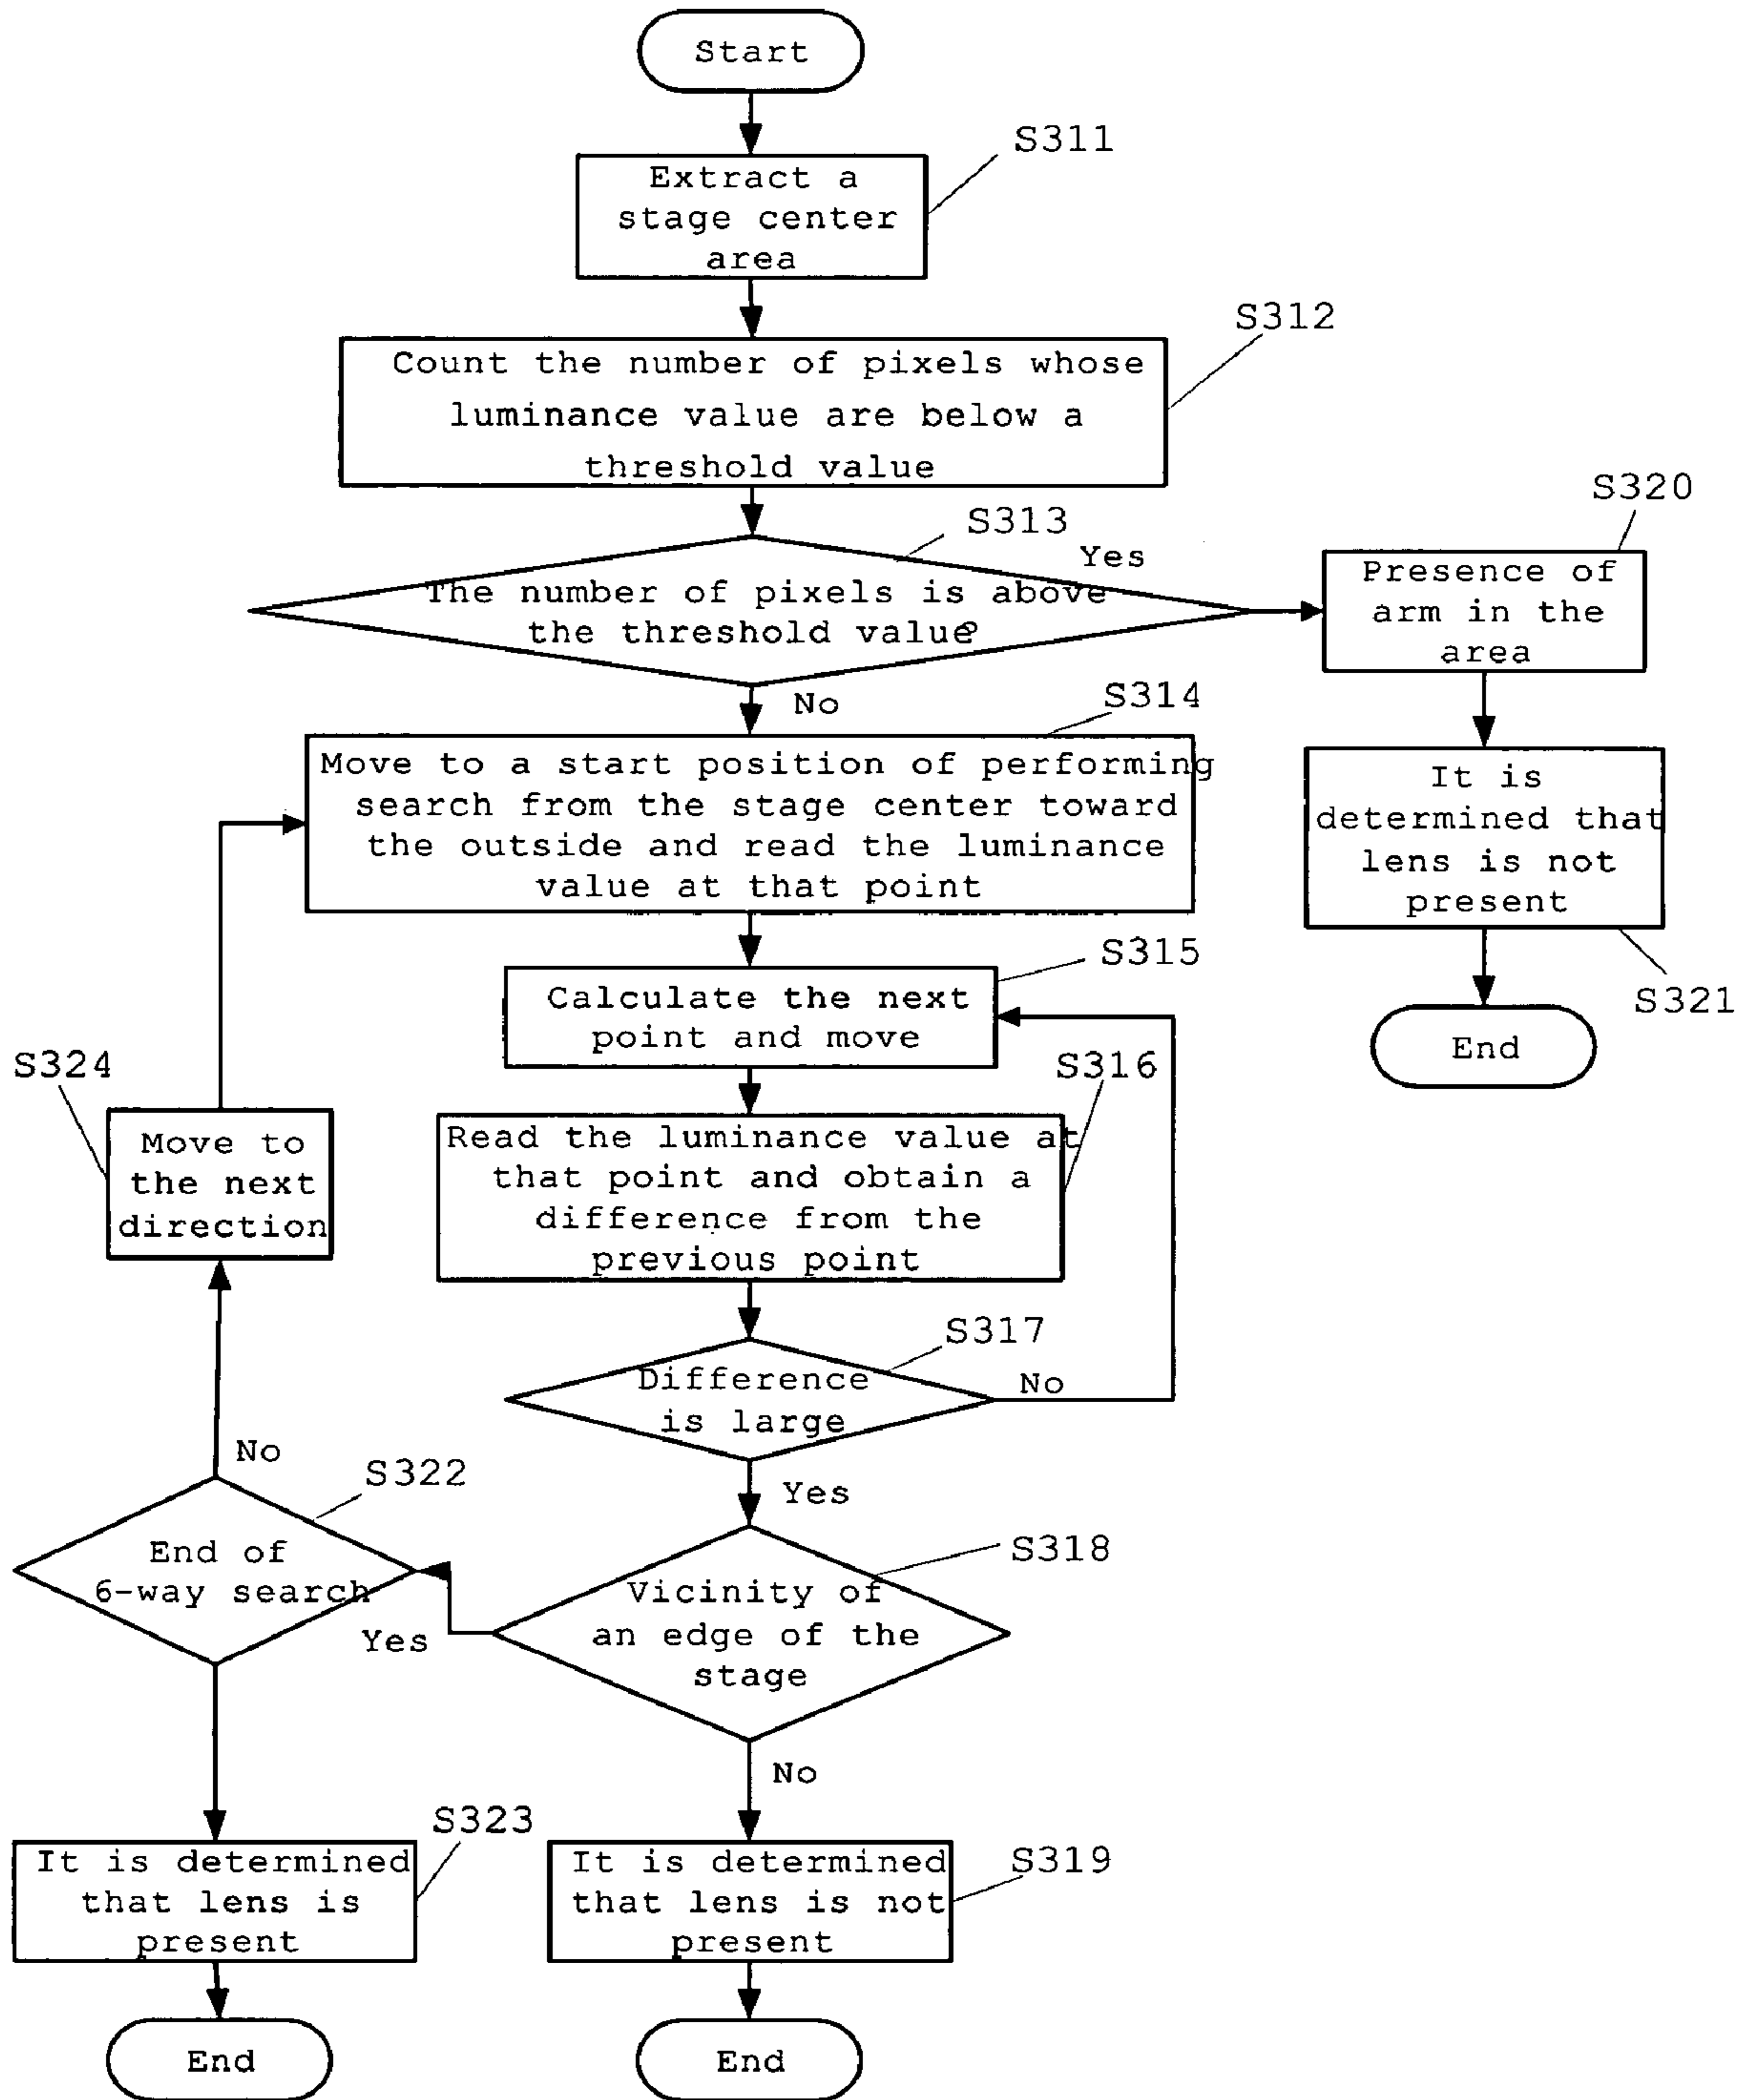 Start
S311
Extract a
stage center
area
S312
Count the number of pixels whose
luminance value are below a
threshold value
S313
Yes
The number of pixels is above
the threshold value?
No
S320
Presence of
arm in the
area
S314
Move to a start position of performing
search from the stage center toward
the outside and read the luminance
value at that point
It is
determined that
lens is not
present
S321
End
S315
Calculate the next
point and move
S316
Read the luminance value at
that point and obtain a
difference from the
previous point
S324
Move to
the next
direction
S317
Difference
is large
No
Yes
No
S322
End of
6-way search
S318
Vicinity of
an edge of the
stage
Yes
No
S323
It is determined
that lens is
present
S319
It is determined
that lens is not
present
End
End